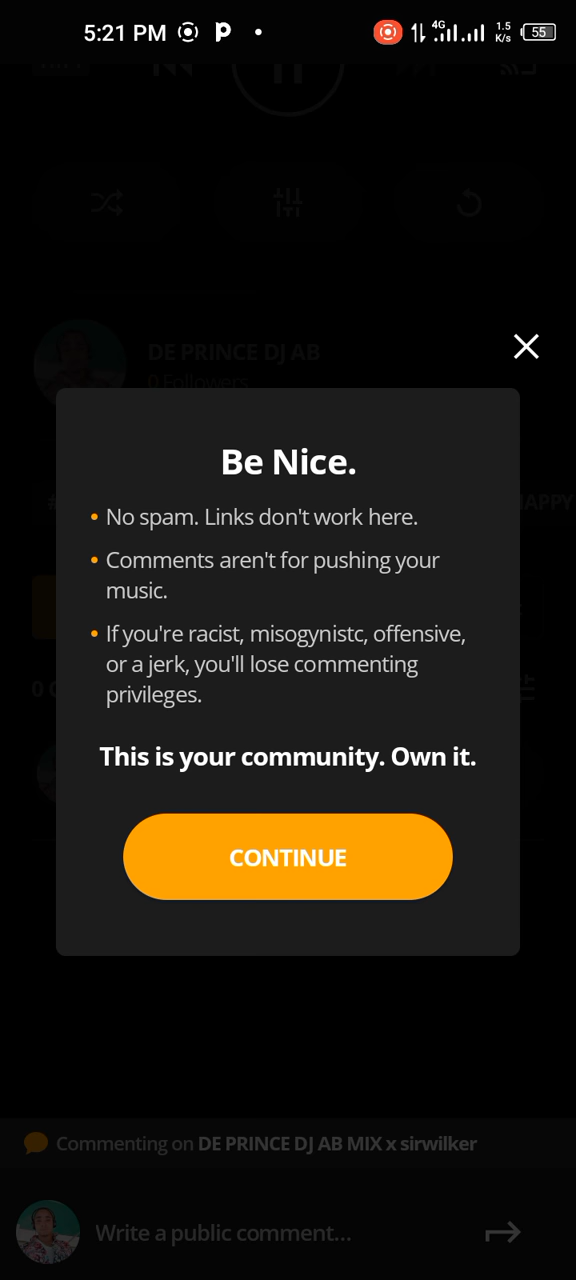 5:21 PM
4G
1.5
K/s
55
DE PRINCE DJ AB
0 Followers
Be Nice.
HAPPY
No spam. Links don't work here.
Comments aren't for pushing your
music.
If you're racist, misogynistc, offensive,
or a jerk, you'll lose commenting
privileges.
This is your community. Own it.
CONTINUE
Commenting on DE PRINCE DJ AB MIX x sirwilker
Write a public comment...